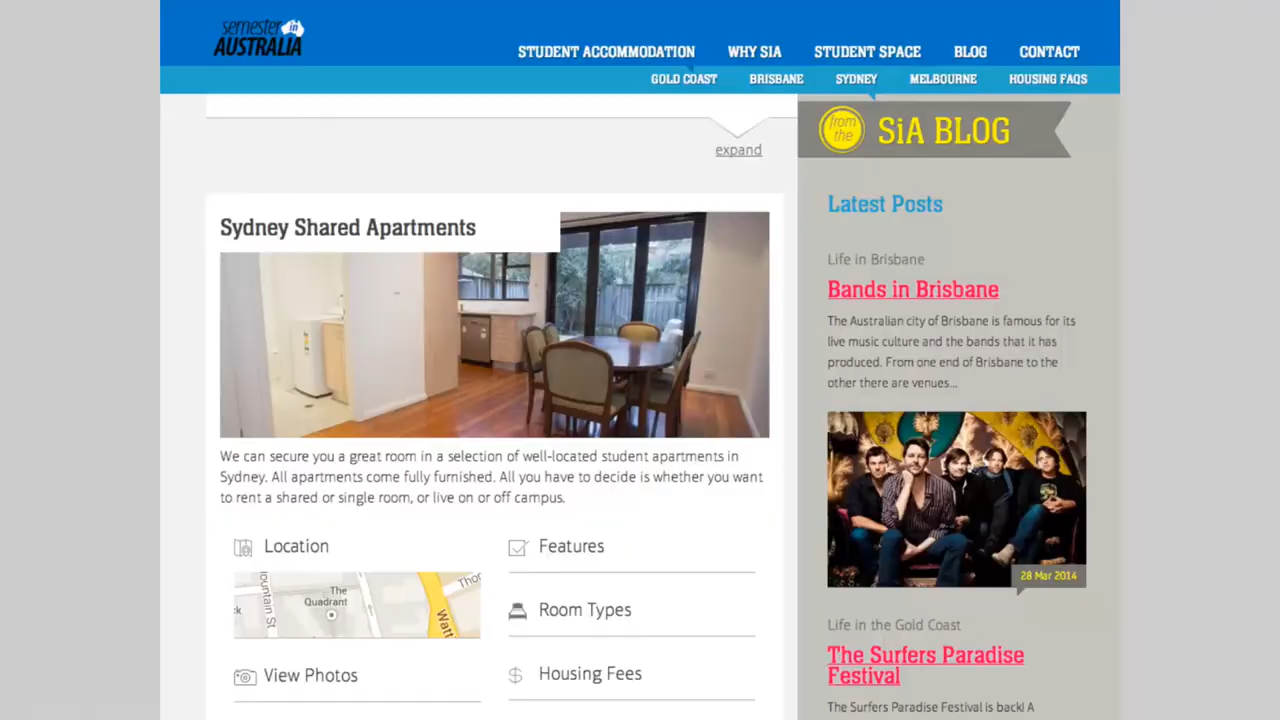 semester in
AUSTRALIA
STUDENT ACCOMMODATION WHY SIA STUDENT SPACE BLOG CONTACT
GOLD COAST BRISBANE SYDNEY MELBOURNE HOUSING FAQS
expand
Sydney Shared Apartments
We can secure you a great room in a selection of well-located student apartments in
Sydney. All apartments come fully furnished. All you have to decide is whether you want
to rent a shared or single room, or live on or off campus.
Location
The
Quadrant
ountain St
Tho
Watt
View Photos
Features
Room Types
Housing Fees
from
the
SiA BLOG
Latest Posts
Life in Brisbane
Bands in Brisbane
The Australian city of Brisbane is famous for its
live music culture and the bands that it has
produced. From one end of Brisbane to the
other there are venues...
28 Mar 2014
Life in the Gold Coast
The Surfers Paradise
Festival
The Surfers Paradise Festival is back! A